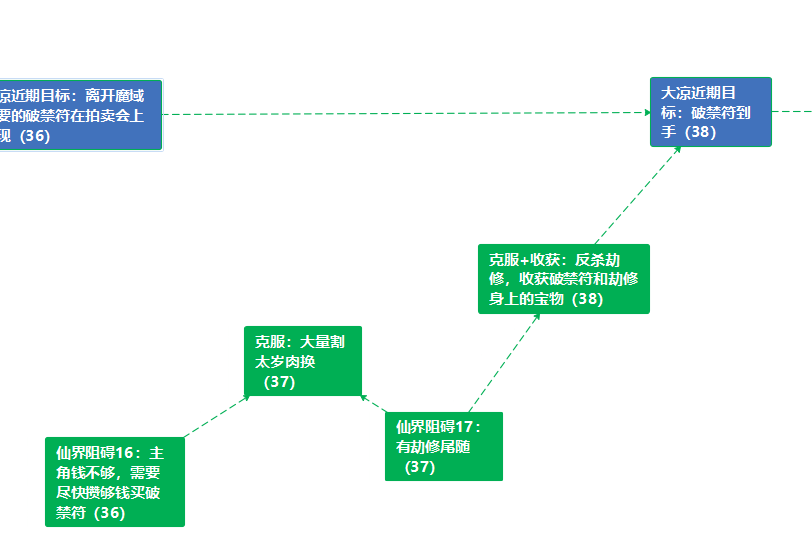 凉近期目标：离开魔域
要的破禁符在拍卖会上
现（36）
大凉近期目
标：破禁符到
手（38）
克服+收获：反杀劫
修，收获破禁符和劫修
身上的宝物（38）
克服：大量割
太岁肉换
（37）
仙界阻碍17：
有劫修尾随
（37）
仙界阻碍16：主
角钱不够，需要
尽快攒够钱买破
禁符（36）